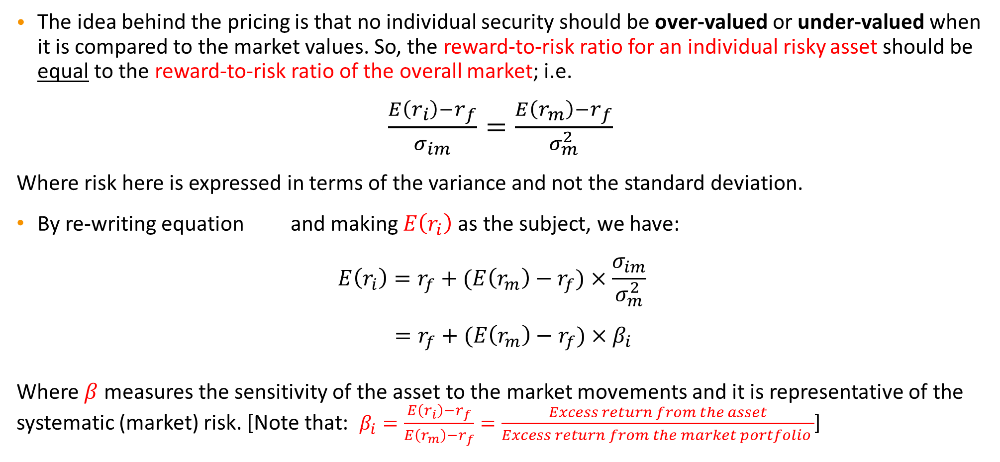 • The idea behind the pricing is that no individual security should be over-valued or under-valued when
it is compared to the market values. So, the reward-to-risk ratio for an individual risky asset should be
equal to the reward-to-risk ratio of the overall market; i.e.
\frac{E(r_i)-r_f}{\sigma_{im}} = \frac{E(r_m)-r_f}{\sigma_m^2}
Where risk here is expressed in terms of the variance and not the standard deviation.
• By re-writing equation and making E(r_i) as the subject, we have:
E(r_i) = r_f + (E(r_m) − r_f) × \frac{\sigma_{im}}{\sigma_m^2}
= r_f + (E(r_m) − r_f) × β_i
Where β measures the sensitivity of the asset to the market movements and it is representative of the
systematic (market) risk. [Note that: β_i = \frac{E(r_i)-r_f}{E(r_m)-r_f} = \frac{Excess return from the asset}{Excess return from the market portfolio}]